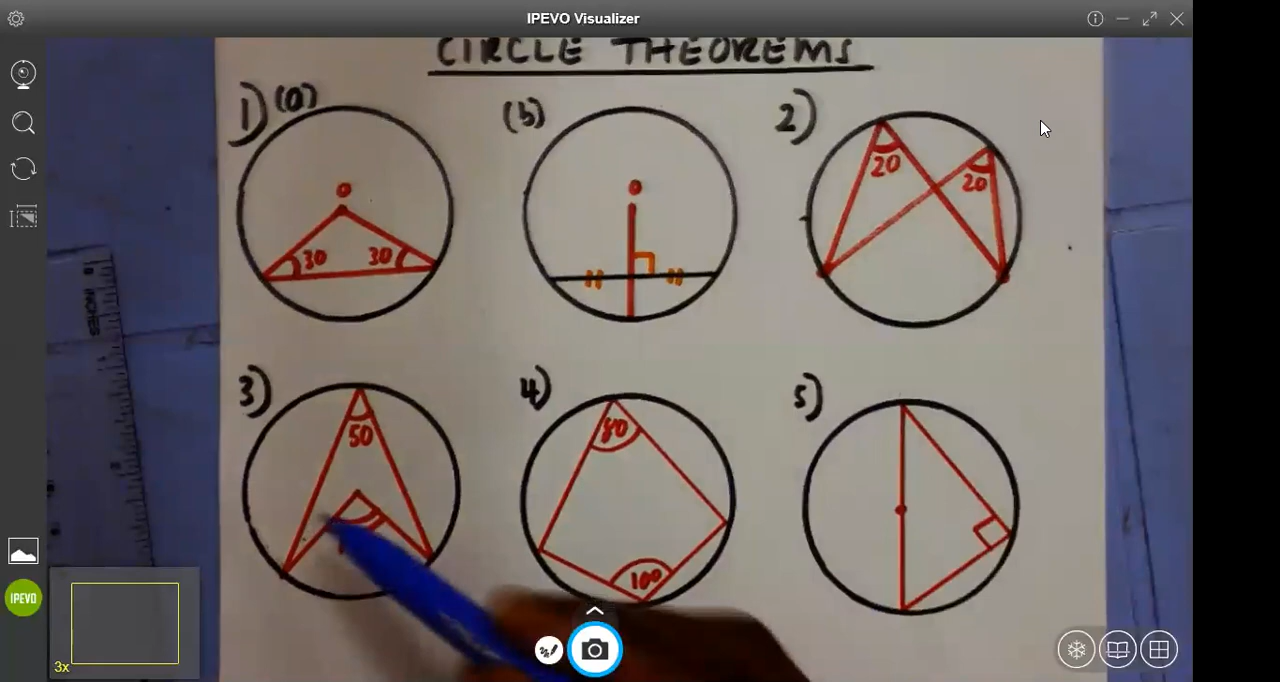 IPEVO Visualizer
CIRCLE THEOREMS
1) (a)
(b)
2)
O
O
20
20
30
30
INCHES
3)
4)
5)
50
80
100
IPEVO
3x